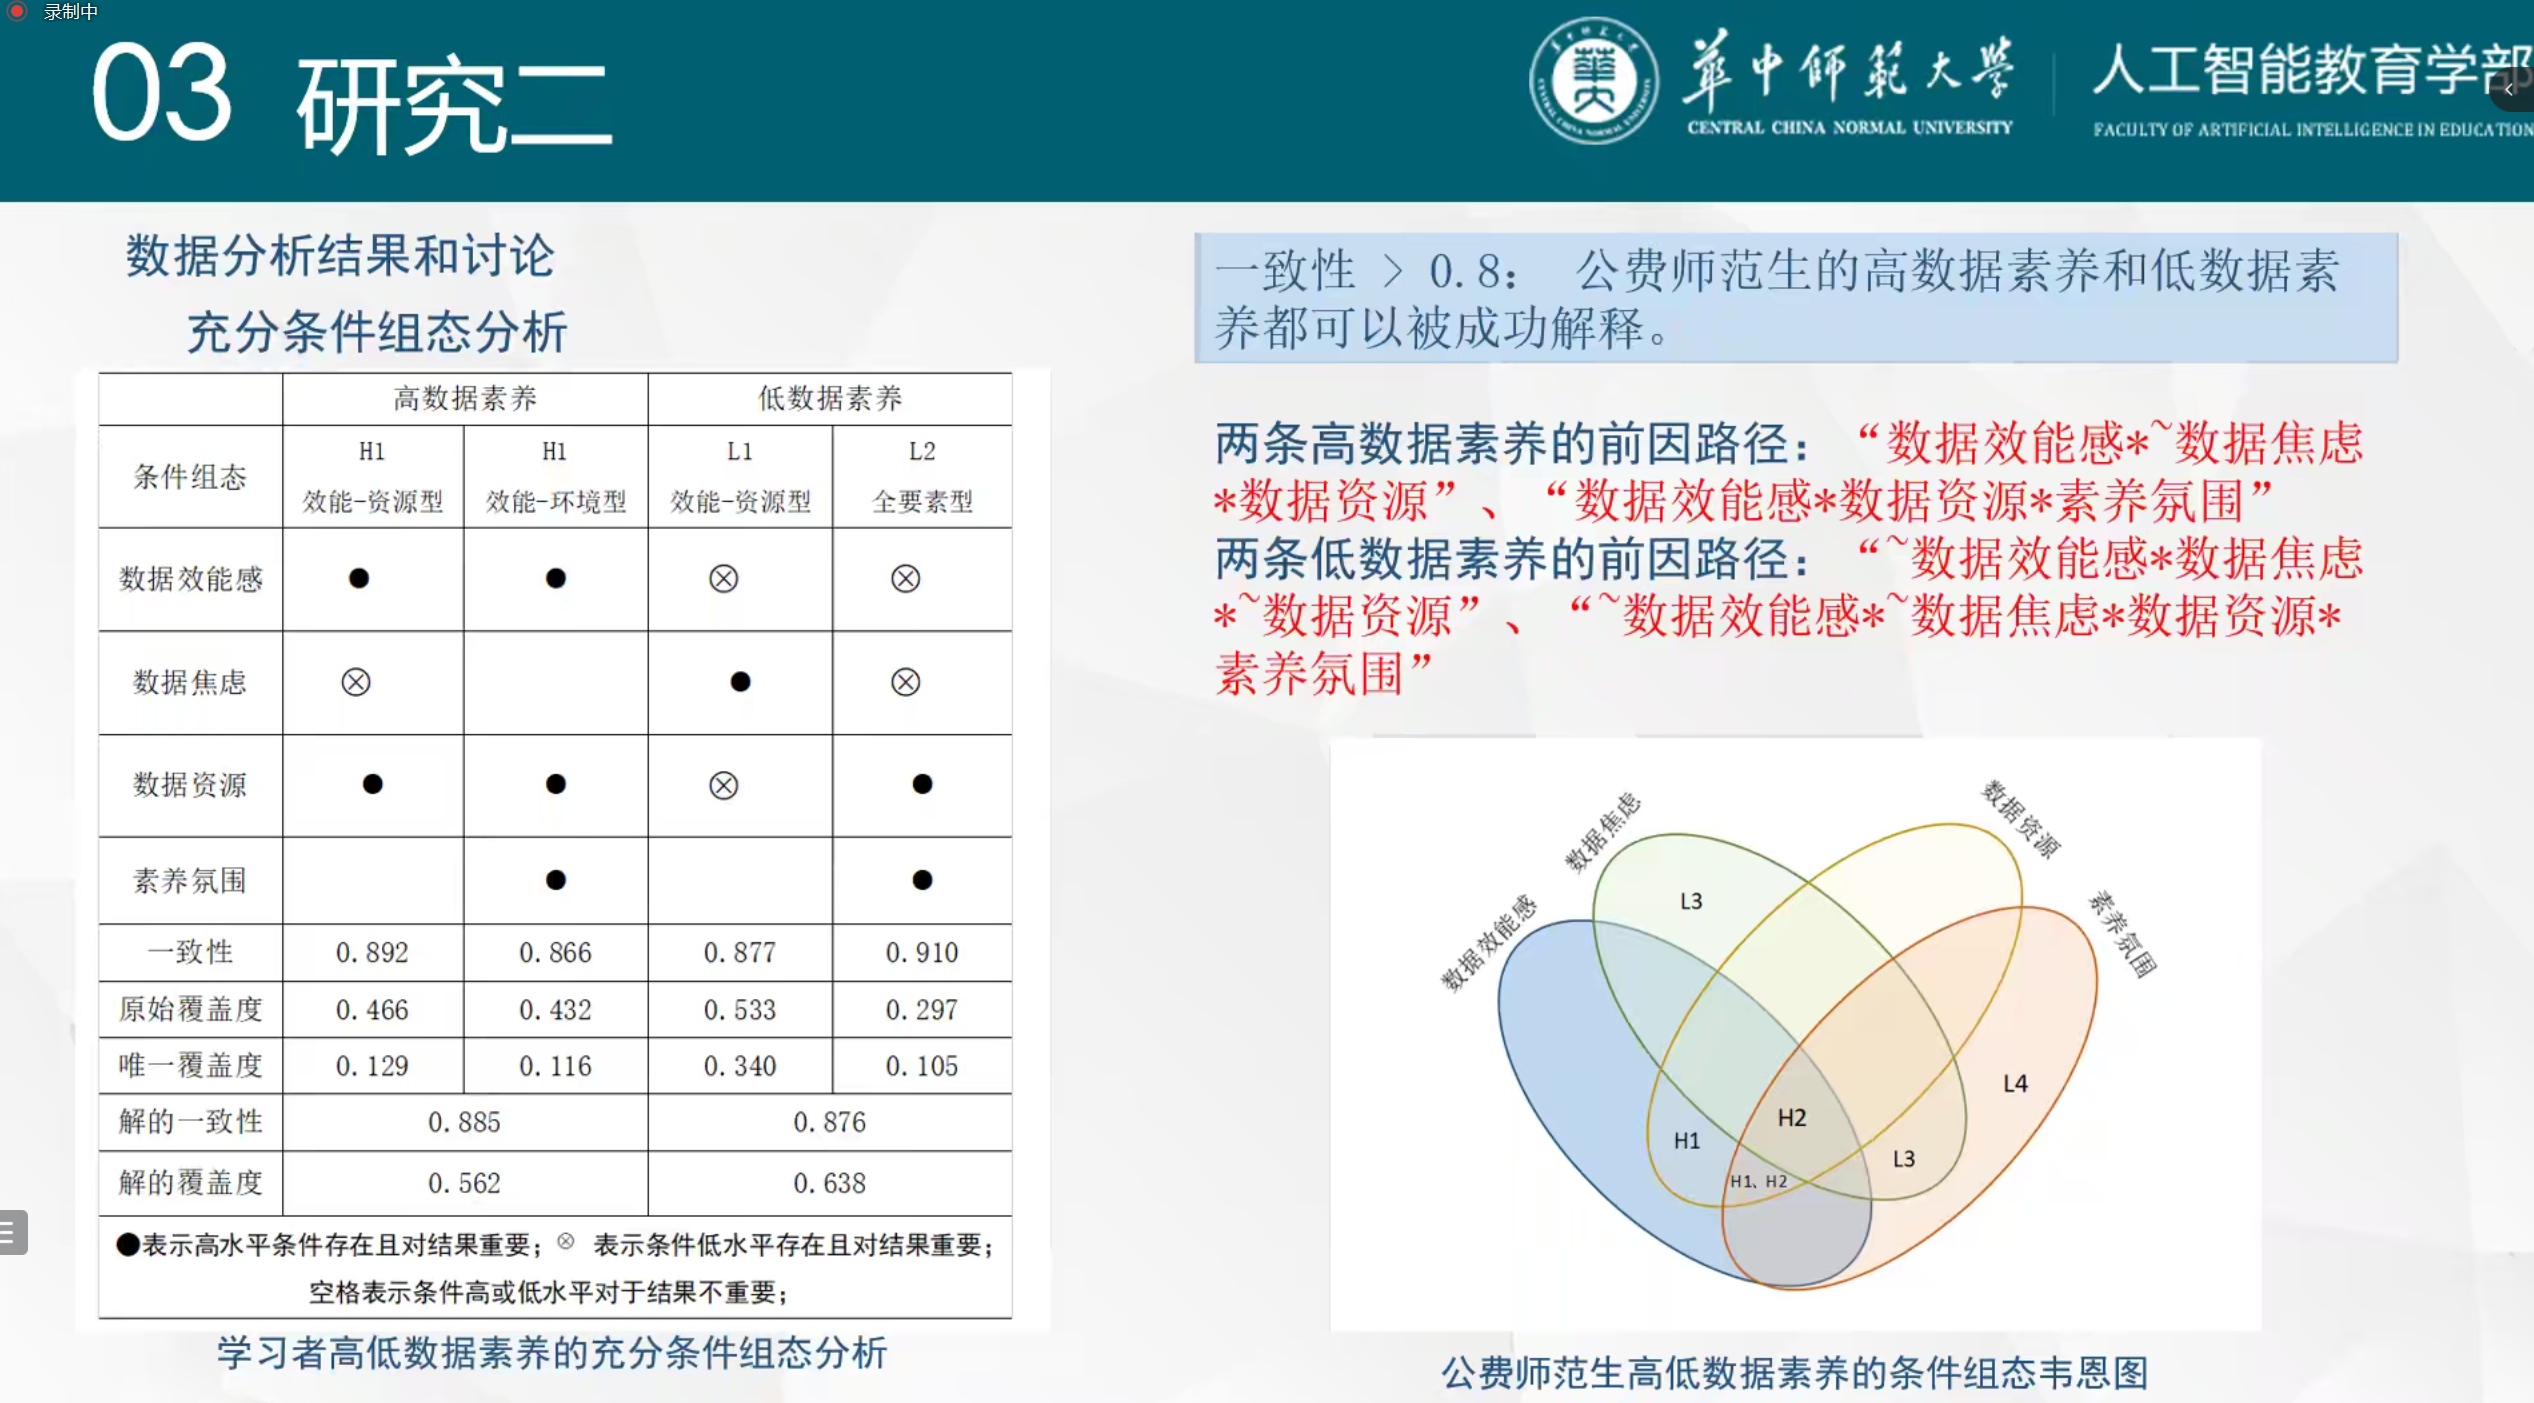 录制中
03 研究二
華中師範大學
CENTRAL CHINA NORMAL UNIVERSITY
人工智能教育学部
FACULTY OF ARTIFICIAL INTELLIGENCE IN EDUCATION
数据分析结果和讨论
充分条件组态分析
高数据素养 低数据素养
条件组态
H1 H1 L1 L2
效能-资源型 效能-环境型 效能-资源型 全要素型
数据效能感 ● ● ⊗ ⊗
数据焦虑 ⊗ ● ⊗
数据资源 ● ● ⊗ ●
素养氛围 ● ●
一致性 0.892 0.866 0.877 0.910
原始覆盖度 0.466 0.432 0.533 0.297
唯一覆盖度 0.129 0.116 0.340 0.105
解的一致性 0.885 0.876
解的覆盖度 0.562 0.638
●表示高水平条件存在且对结果重要；⊗ 表示条件低水平存在且对结果重要；
空格表示条件高或低水平对于结果不重要；
学习者高低数据素养的充分条件组态分析
一致性 > 0.8： 公费师范生的高数据素养和低数据素
养都可以被成功解释。
两条高数据素养的前因路径：“数据效能感*~数据焦虑
*数据资源”、“数据效能感*数据资源*素养氛围”
两条低数据素养的前因路径：“~数据效能感*数据焦虑
*~数据资源”、“~数据效能感*~数据焦虑*数据资源*
素养氛围”
数据效能感
数据焦虑
数据资源
素养氛围
L3
L4
H2
H1
L3
H1、H2
公费师范生高低数据素养的条件组态韦恩图